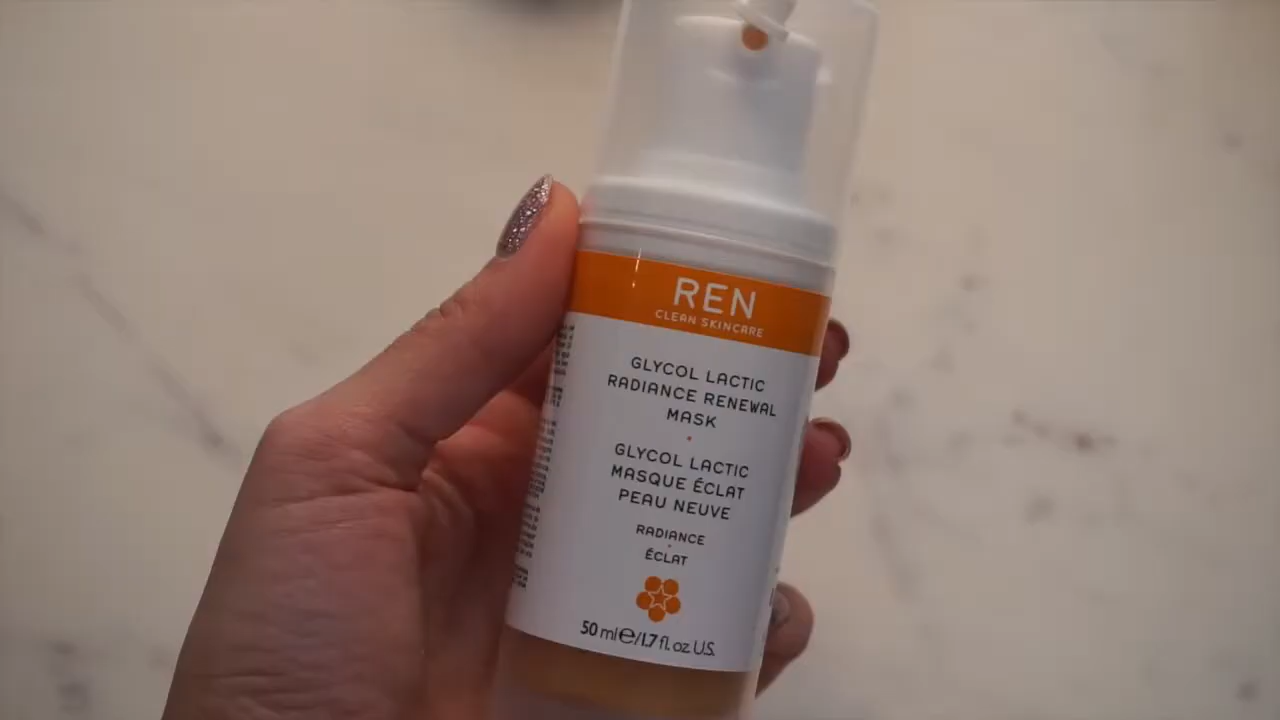 REN
CLEAN SKINCARE
GLYCOL LACTIC
RADIANCE RENEWAL
MASK
GLYCOL LACTIC
MASQUE ÉCLAT
PEAU NEUVE
RADIANCE
ÉCLAT
50 ml ℮/1.7 fl. oz U.S.